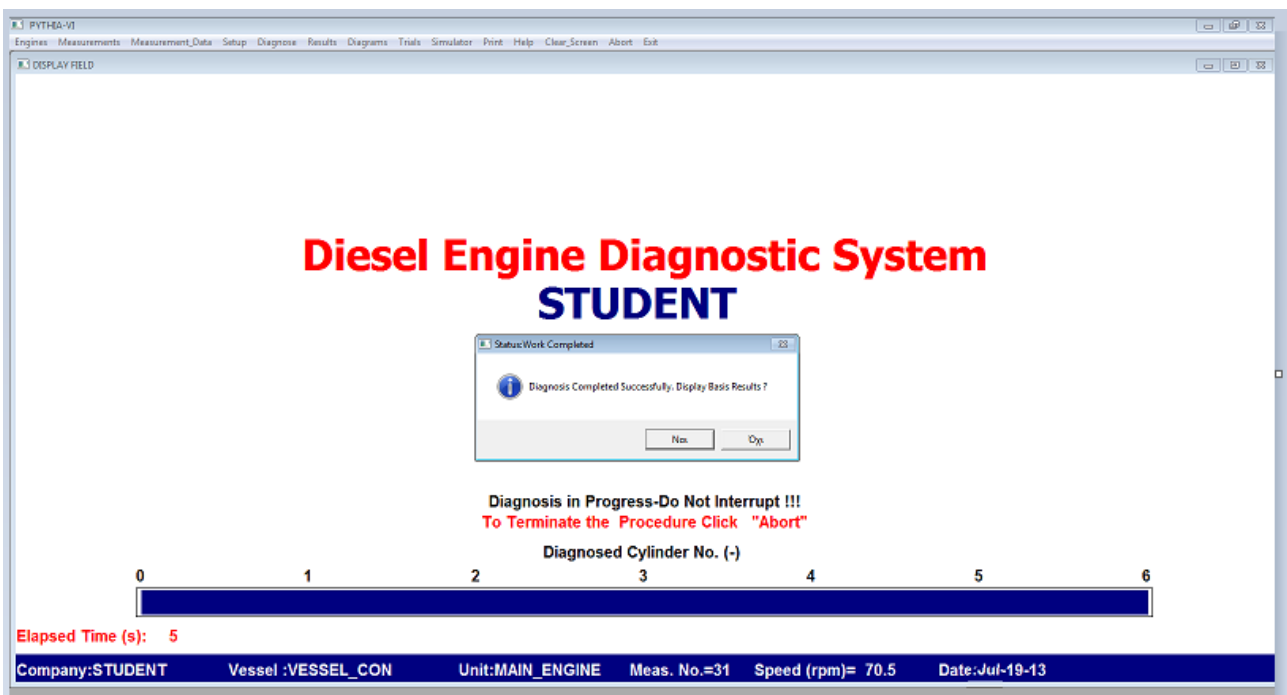 PYTHIA-VI
Engines Measurements Measurement_Data Setup Diagnose Results Diagrams Trials Simulator Print Help Clear_Screen Abort Exit
DISPLAY FIELD
Diesel Engine Diagnostic System
STUDENT
Status:Work Completed
Diagnosis Completed Successfully. Display Basis Results ?
Ναι Όχι
Diagnosis in Progress-Do Not Interrupt !!!
To Terminate the Procedure Click "Abort"
Diagnosed Cylinder No. (-)
0 1 2 3 4 5 6
Elapsed Time (s): 5
Company:STUDENT Vessel :VESSEL_CON Unit:MAIN_ENGINE Meas. No.=31 Speed (rpm)= 70.5 Date:Jul-19-13